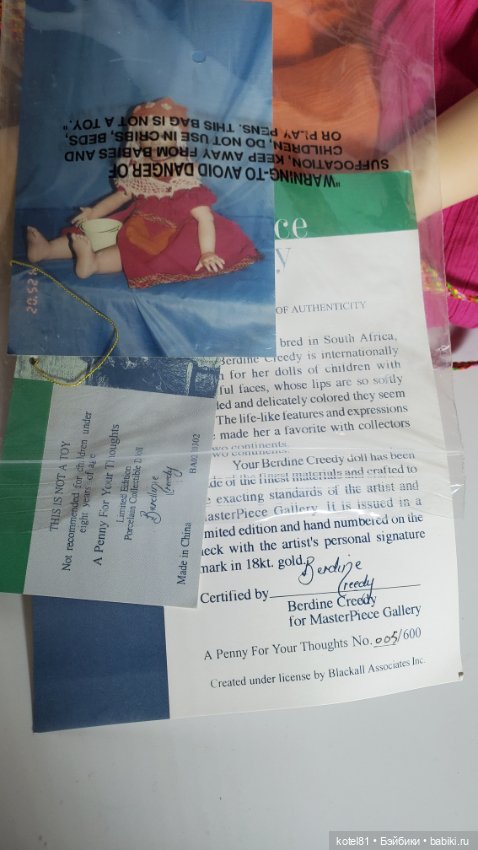 "WARNING-TO AVOID DANGER OF
SUFFOCATION, KEEP AWAY FROM BABIES AND
CHILDREN, DO NOT USE IN CRIBS, BEDS,
OR PLAY PENS. THIS BAG IS NOT A TOY."
ce
y
OF AUTHENTICITY
bred in South Africa,
Berdine Creedy is internationally
for her dolls of children with
ful faces, whose lips are so softly
and delicately colored they seem
The life-like features and expressions
made her a favorite with collectors
continents.
Your Berdine Creedy doll has been
de of the finest materials and crafted to
exacting standards of the artist and
MasterPiece Gallery. It is issued in a
limited edition and hand numbered on the
neck with the artist's personal signature
mark in 18kt. gold.
Certified by Berdine Creedy
Berdine Creedy
for MasterPiece Gallery
A Penny For Your Thoughts No. 005/600
Created under license by Blackall Associates Inc.
THIS IS NOT A TOY
Not recommended for children under
eight years of age
A Penny For Your Thoughts
Limited Edition
Porcelain Collectible Doll
Berdine Creedy
Made in China
kotel81 • Бэйбики • babiki.ru